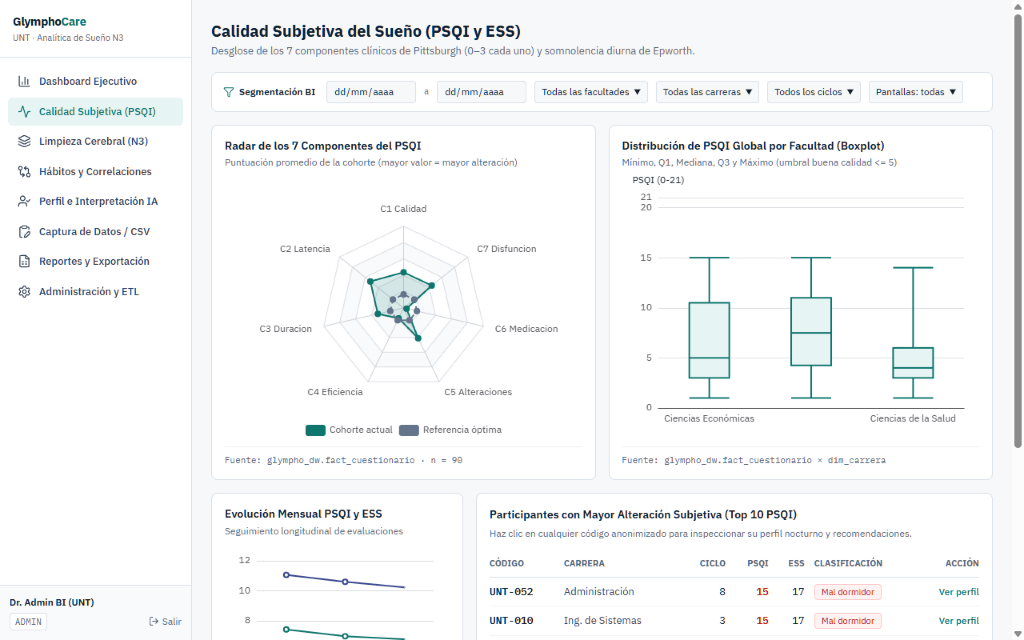 GlymphoCare
UNT · Analítica de Sueño N3
Dashboard Ejecutivo
Calidad Subjetiva (PSQI)
Limpieza Cerebral (N3)
Hábitos y Correlaciones
Perfil e Interpretación IA
Captura de Datos / CSV
Reportes y Exportación
Administración y ETL
Dr. Admin BI (UNT)
ADMIN
Salir
Calidad Subjetiva del Sueño (PSQI y ESS)
Desglose de los 7 componentes clínicos de Pittsburgh (0–3 cada uno) y somnolencia diurna de Epworth.
Segmentación BI dd/mm/aaaa a dd/mm/aaaa Todas las facultades ▼ Todas las carreras ▼ Todos los ciclos ▼ Pantallas: todas ▼
Radar de los 7 Componentes del PSQI
Puntuación promedio de la cohorte (mayor valor = mayor alteración)
C1 Calidad
C2 Latencia
C7 Disfuncion
C3 Duracion
C6 Medicacion
C4 Eficiencia
C5 Alteraciones
Cohorte actual
Referencia óptima
Fuente: glympho_dw.fact_cuestionario · n = 90
Distribución de PSQI Global por Facultad (Boxplot)
Mínimo, Q1, Mediana, Q3 y Máximo (umbral buena calidad <= 5)
PSQI (0–21)
21
20
15
10
5
0
Ciencias Económicas
Ciencias de la Salud
Fuente: glympho_dw.fact_cuestionario × dim_carrera
Evolución Mensual PSQI y ESS
Seguimiento longitudinal de evaluaciones
12
10
8
Participantes con Mayor Alteración Subjetiva (Top 10 PSQI)
Haz clic en cualquier código anonimizado para inspeccionar su perfil nocturno y recomendaciones.
CÓDIGO CARRERA CICLO PSQI ESS CLASIFICACIÓN ACCIÓN
UNT-052 Administración 8 15 17 Mal dormidor Ver perfil
UNT-010 Ing. de Sistemas 3 15 17 Mal dormidor Ver perfil